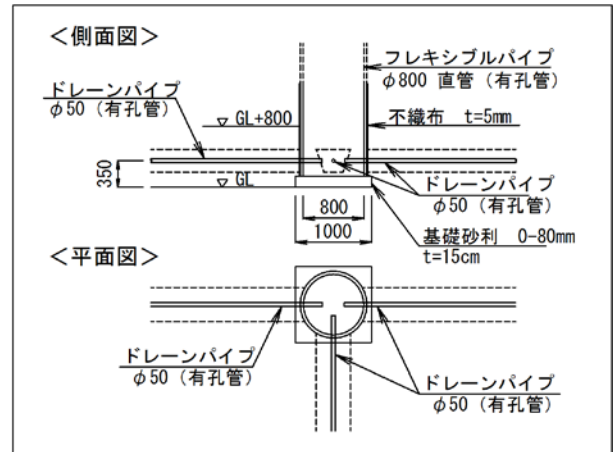 ＜側面図＞
フレキシブルパイプ
φ800 直管 (有孔管)
ドレーンパイプ
φ50 (有孔管)
▽ GL+800
不織布 t=5mm
350
▽ GL
ドレーンパイプ
φ50 (有孔管)
800
1000
基礎砂利 0-80mm
t=15cm
＜平面図＞
ドレーンパイプ
φ50 (有孔管)
ドレーンパイプ
φ50 (有孔管)